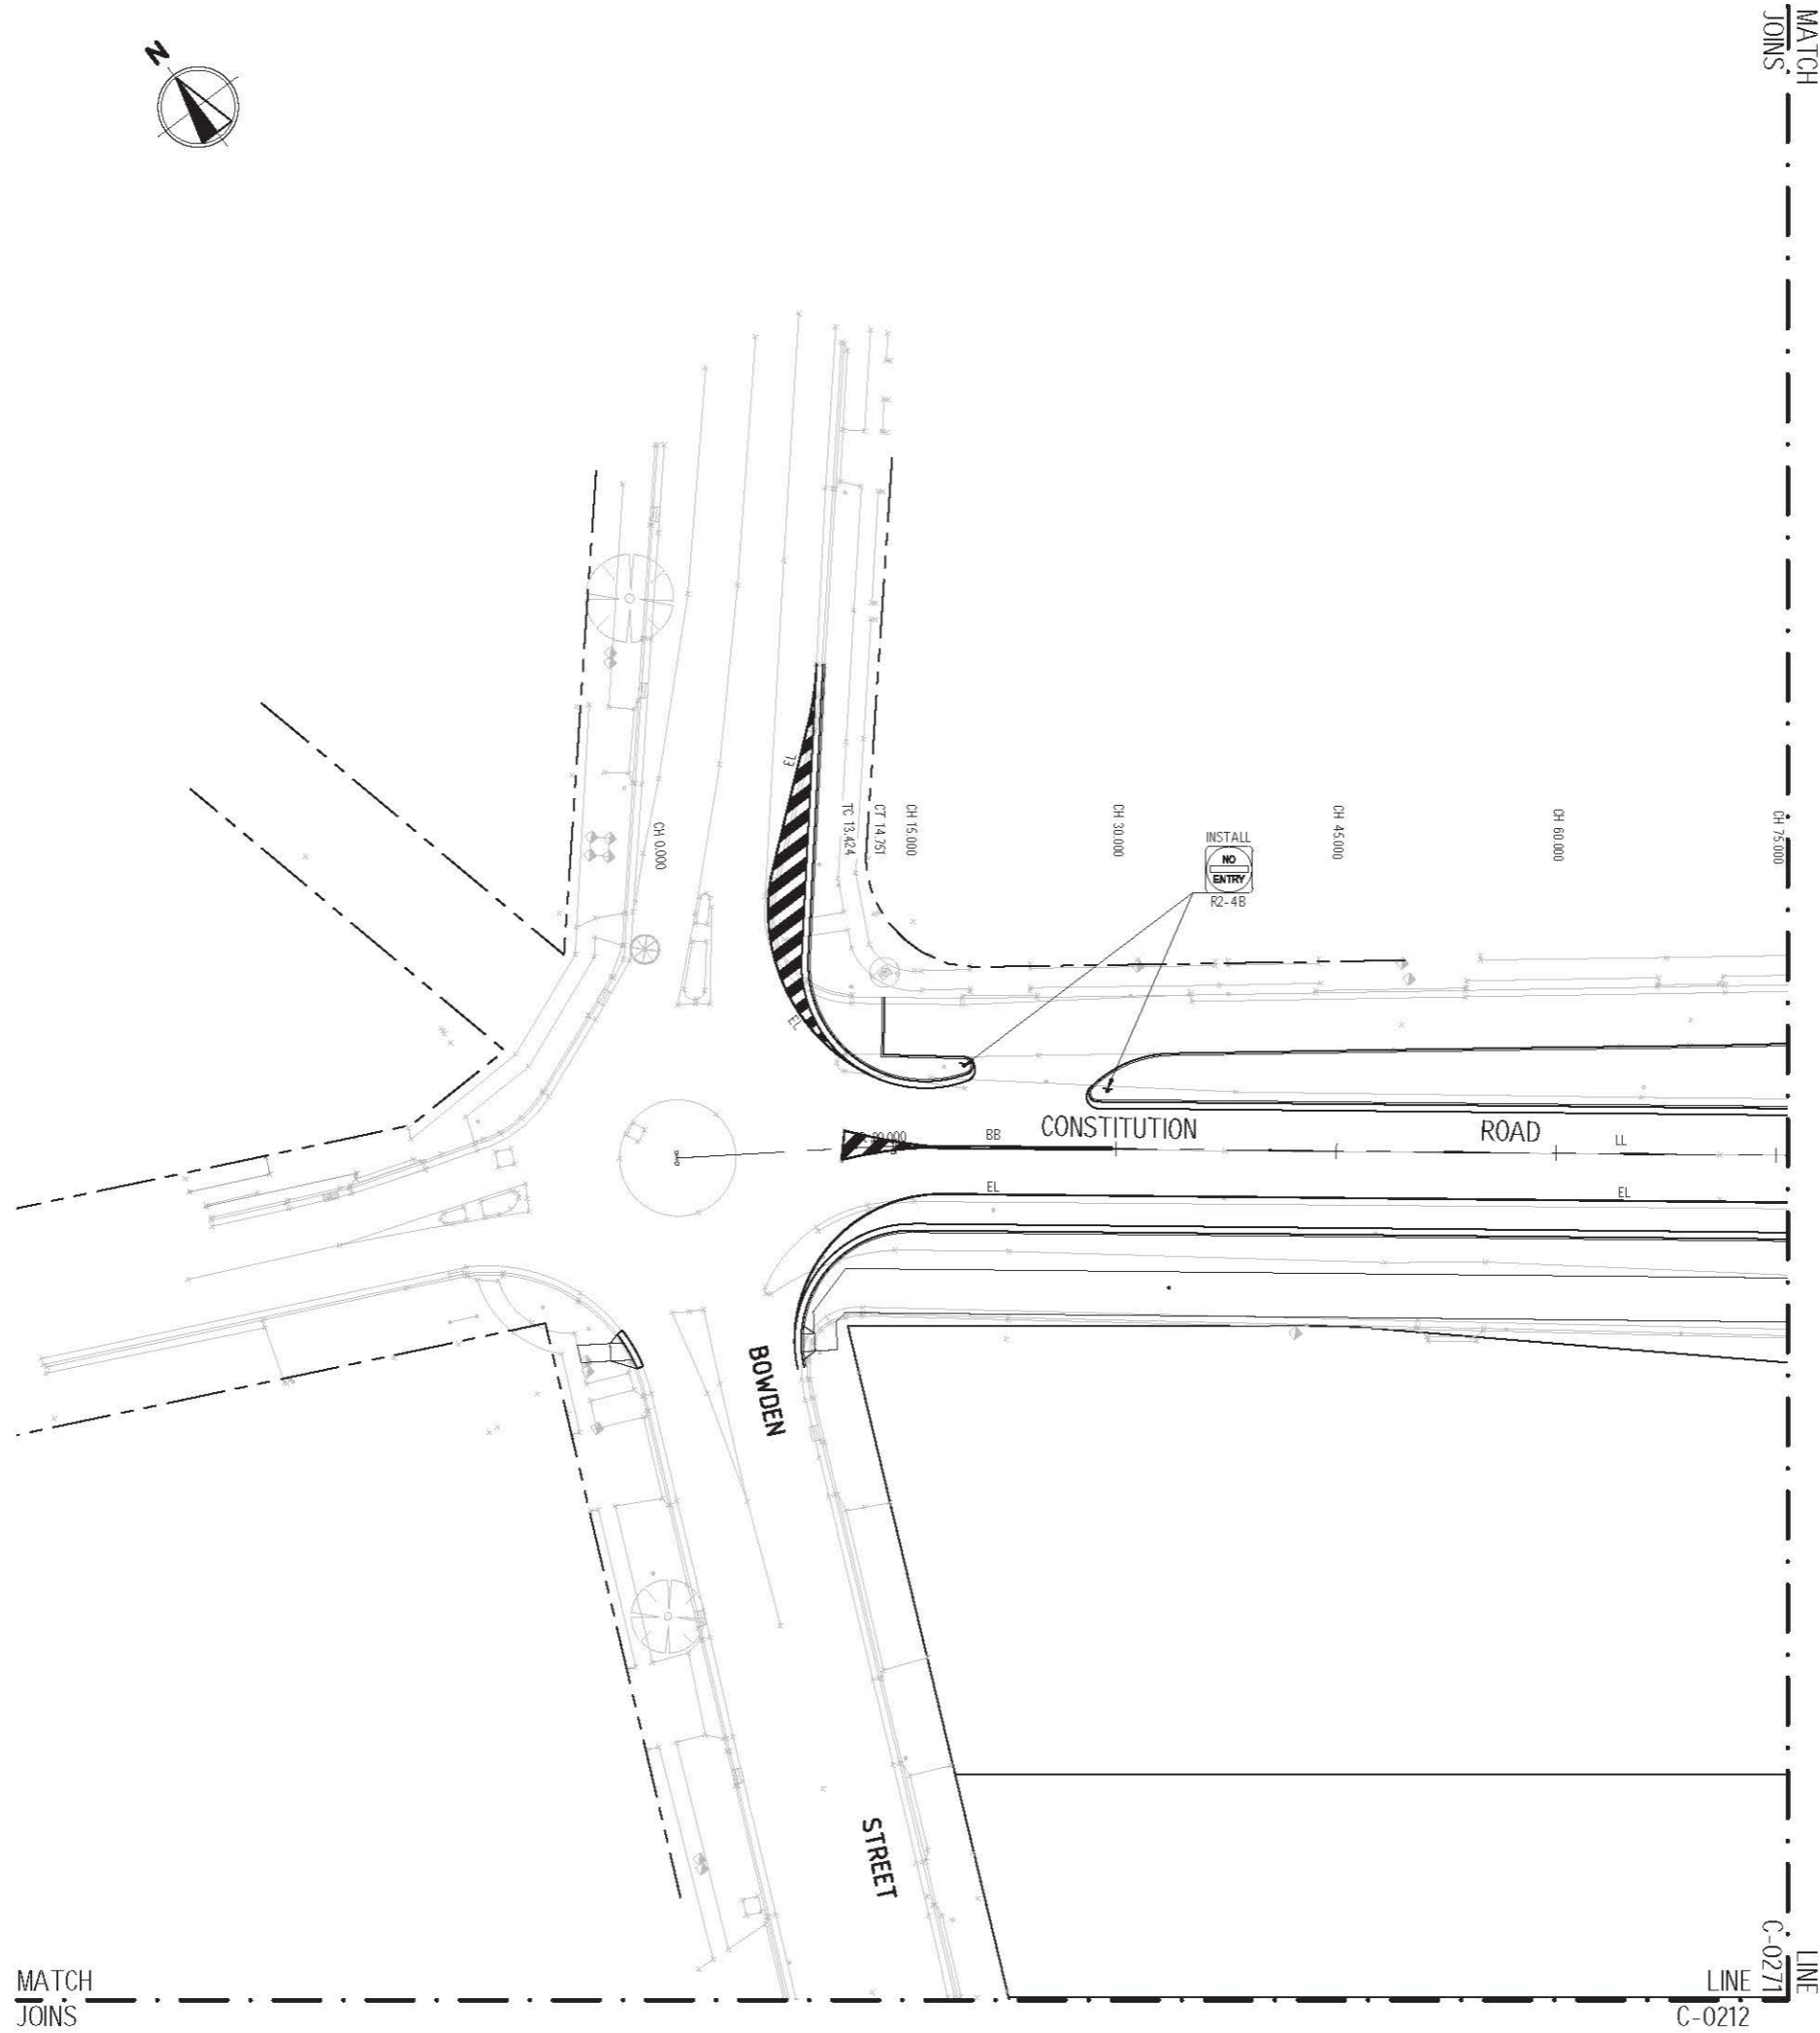 MATCH
JOINS
N
EL
EL
CH 0.000
TC 13.424
CT 14.751
CH 15.000
CH 30.000
CH 45.000
CH 60.000
CH 75.000
INSTALL
NO
ENTRY
R2-4B
CONSTITUTION
ROAD
BB
LL
EL
EL
BOWDEN
STREET
MATCH
JOINS
LINE
C-0212
LINE
C-0271